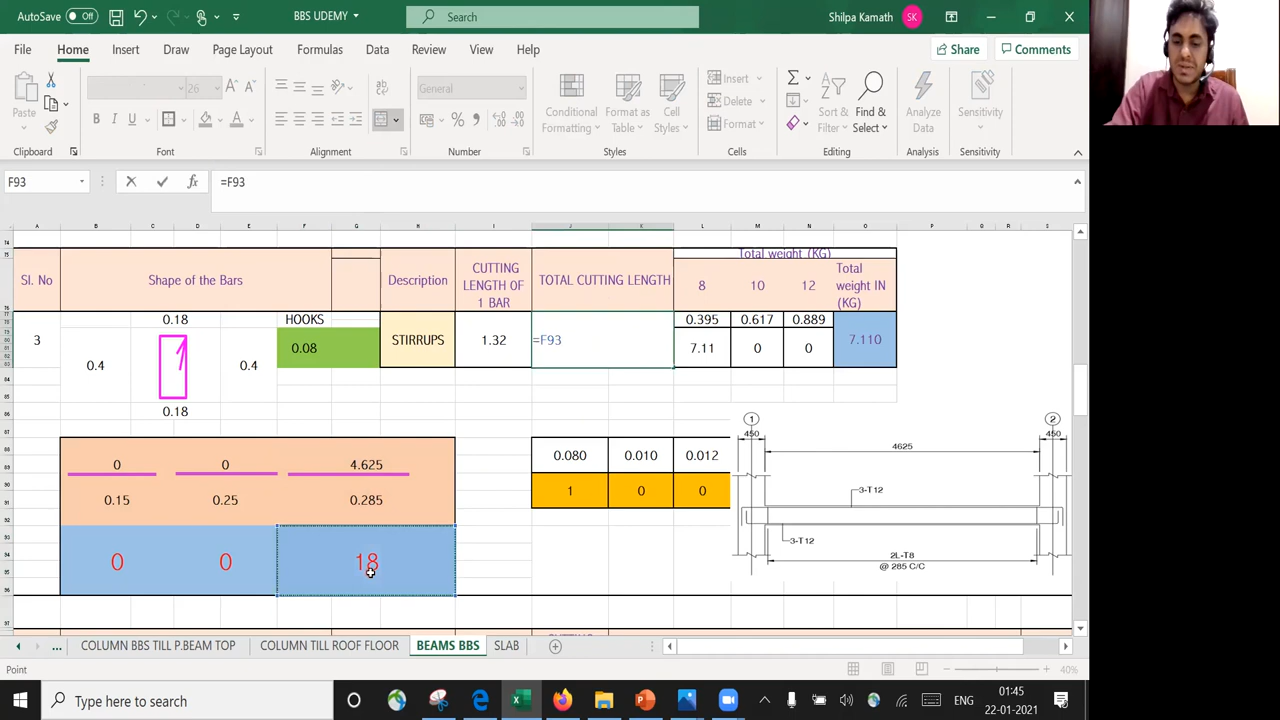 AutoSave Off
BBS UDEMY
Search
Shilpa Kamath SK
File Home Insert Draw Page Layout Formulas Data Review View Help
Share Comments
Paste
26
General
Conditional Formatting
Format as Table
Cell Styles
Insert
Delete
Format
Sort & Filter
Find & Select
Analyze Data
Sensitivity
Clipboard Font Alignment Number Styles Cells Editing Analysis Sensitivity
F93
=F93
A B C D E F G H I J K L M N O P Q R S
Total weight (KG)
Sl. No
Shape of the Bars
Description
CUTTING LENGTH OF 1 BAR
TOTAL CUTTING LENGTH
8 10 12
Total weight IN (KG)
0.18
HOOKS
0.395 0.617 0.889
3
0.08
STIRRUPS
1.32
=F93
7.11 0 0
7.110
0.4 0.4
0.18
0 0 4.625
0.15 0.25 0.285
0 0 18
0.080 0.010 0.012
1 0 0
1 2
450 450
4625
3-T12
3-T12
2L-T8
@ 285 C/C
... COLUMN BBS TILL P.BEAM TOP COLUMN TILL ROOF FLOOR BEAMS BBS SLAB
Point
40%
Type here to search
ENG
01:45
22-01-2021